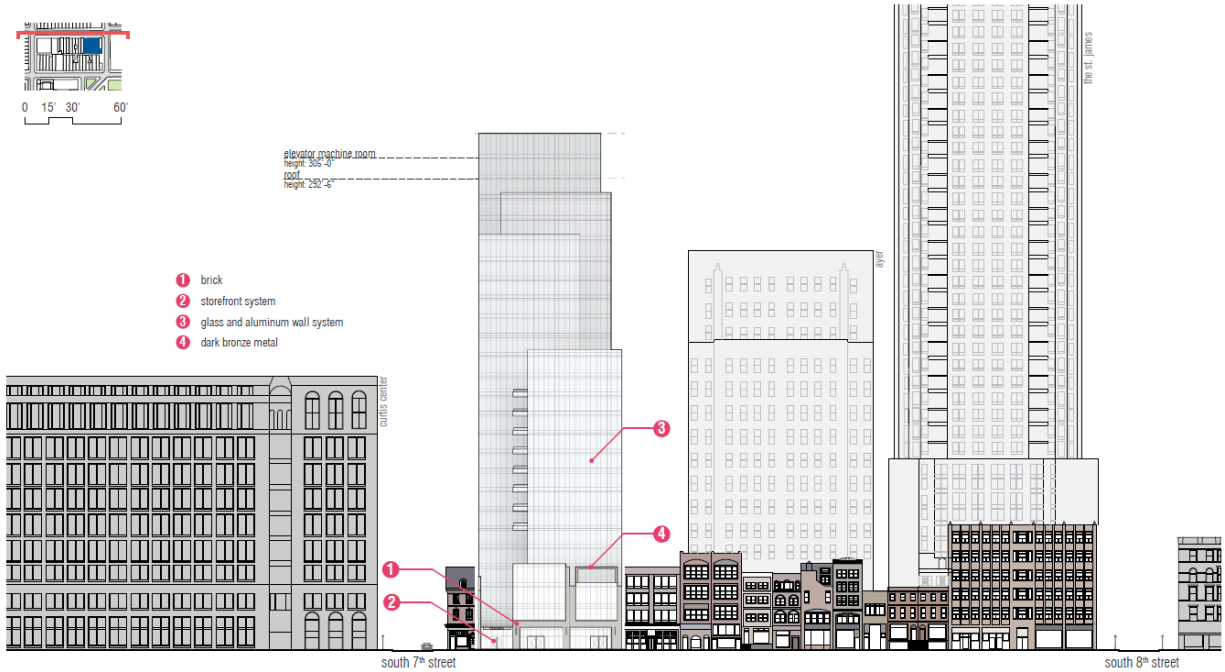 0 15' 30' 60'
elevator machine room
height: 305'-0"
roof
height: 292'-6"
1 brick
2 storefront system
3 glass and aluminum wall system
4 dark bronze metal
curtis center
3
4
1
2
ayer
the st. james
south 7th street
south 8th street